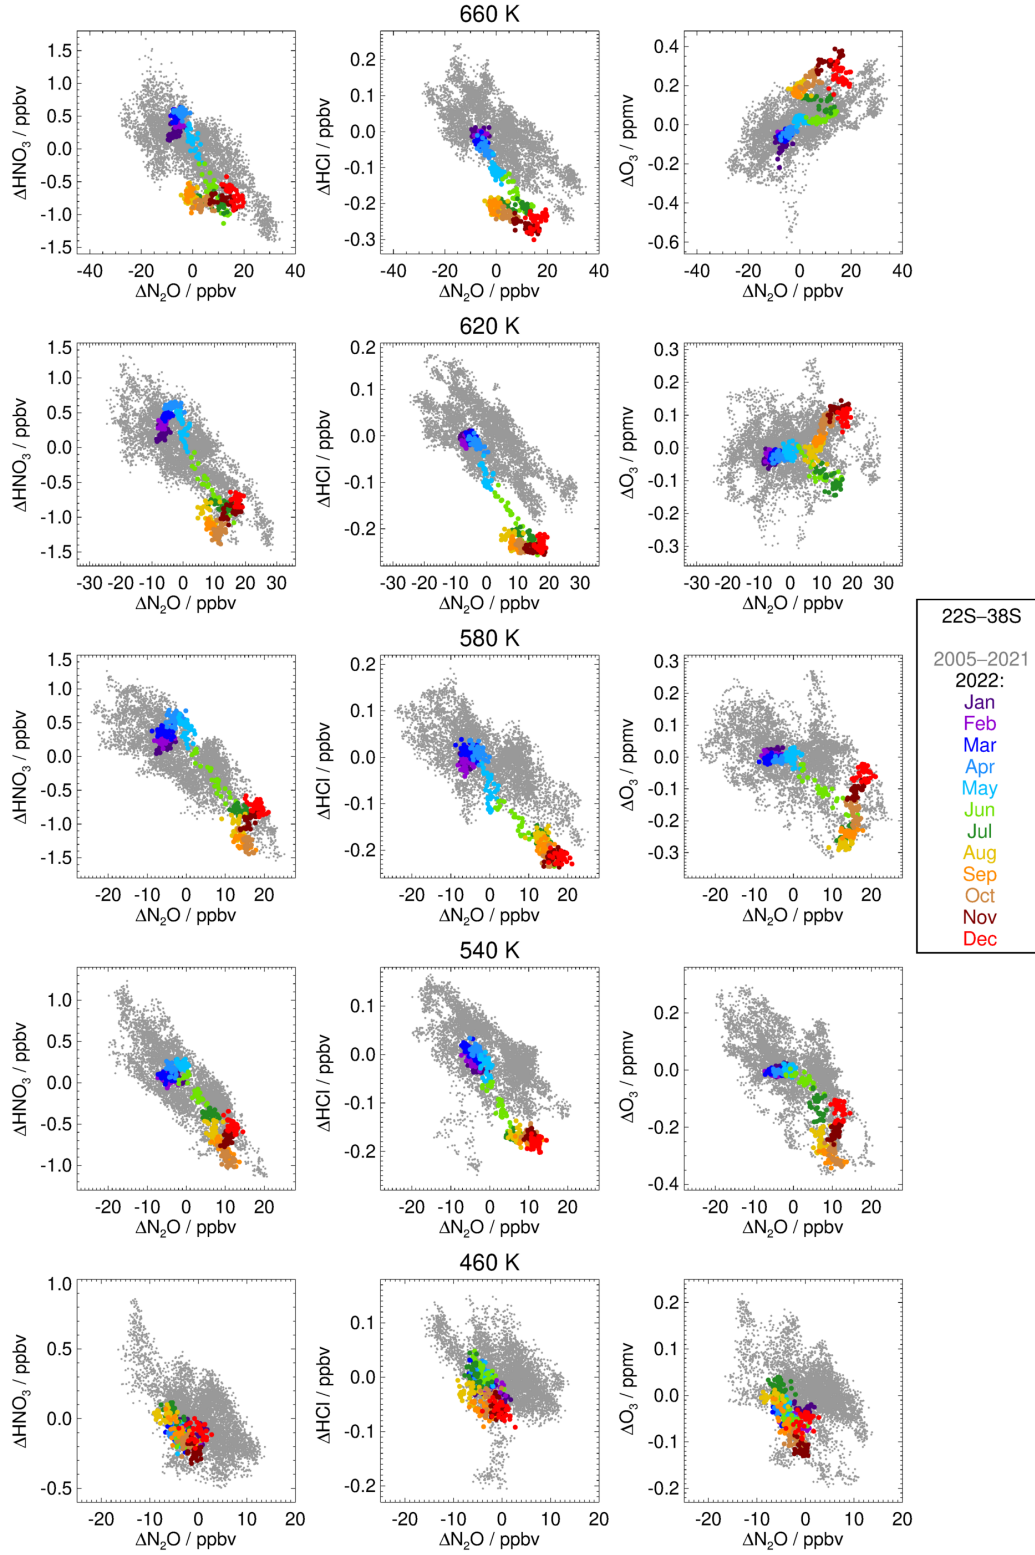 660 K
ΔHNO3 / ppbv
1.5
1.0
0.5
0.0
-0.5
-1.0
-1.5
-40 -20 0 20 40
ΔN2O / ppbv
ΔHCl / ppbv
0.2
0.1
0.0
-0.1
-0.2
-0.3
-40 -20 0 20 40
ΔN2O / ppbv
ΔO3 / ppmv
0.4
0.2
0.0
-0.2
-0.4
-0.6
-40 -20 0 20 40
ΔN2O / ppbv
620 K
ΔHNO3 / ppbv
1.5
1.0
0.5
0.0
-0.5
-1.0
-1.5
-30 -20 -10 0 10 20 30
ΔN2O / ppbv
ΔHCl / ppbv
0.2
0.1
0.0
-0.1
-0.2
-30 -20 -10 0 10 20 30
ΔN2O / ppbv
ΔO3 / ppmv
0.3
0.2
0.1
0.0
-0.1
-0.2
-0.3
-30 -20 -10 0 10 20 30
ΔN2O / ppbv
580 K
ΔHNO3 / ppbv
1.5
1.0
0.5
0.0
-0.5
-1.0
-1.5
-20 -10 0 10 20
ΔN2O / ppbv
ΔHCl / ppbv
0.2
0.1
0.0
-0.1
-0.2
-20 -10 0 10 20
ΔN2O / ppbv
ΔO3 / ppmv
0.3
0.2
0.1
0.0
-0.1
-0.2
-0.3
-20 -10 0 10 20
ΔN2O / ppbv
540 K
ΔHNO3 / ppbv
1.0
0.5
0.0
-0.5
-1.0
-20 -10 0 10 20
ΔN2O / ppbv
ΔHCl / ppbv
0.1
0.0
-0.1
-0.2
-20 -10 0 10 20
ΔN2O / ppbv
ΔO3 / ppmv
0.2
0.0
-0.2
-0.4
-20 -10 0 10 20
ΔN2O / ppbv
460 K
ΔHNO3 / ppbv
1.0
0.5
0.0
-0.5
-20 -10 0 10 20
ΔN2O / ppbv
ΔHCl / ppbv
0.2
0.1
0.0
-0.1
-0.2
-20 -10 0 10 20
ΔN2O / ppbv
ΔO3 / ppmv
0.2
0.1
0.0
-0.1
-0.2
-20 -10 0 10 20
ΔN2O / ppbv
22S–38S
2005–2021
2022:
Jan
Feb
Mar
Apr
May
Jun
Jul
Aug
Sep
Oct
Nov
Dec